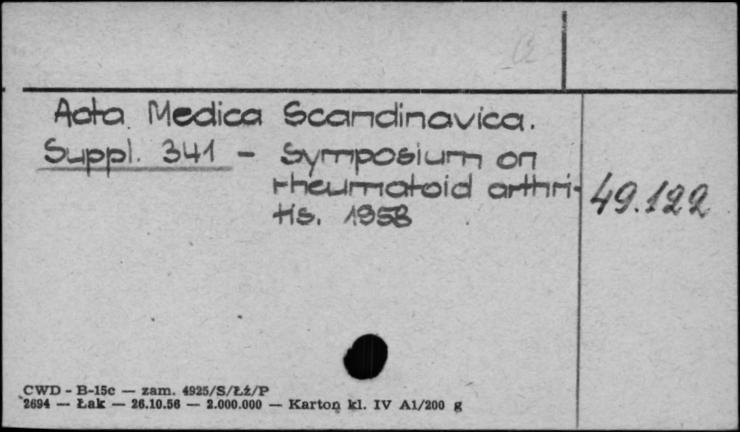 Acta Medica Scandinavica.
Suppl. 341 - Symposium on
rheumatoid arthri-
tis. 1958
49.122
CWD - B-15c — zam. 4925/S/Łż/P
2694 — Łak — 26.10.56 — 2.000.000 — Karton kl. IV A1/200 g